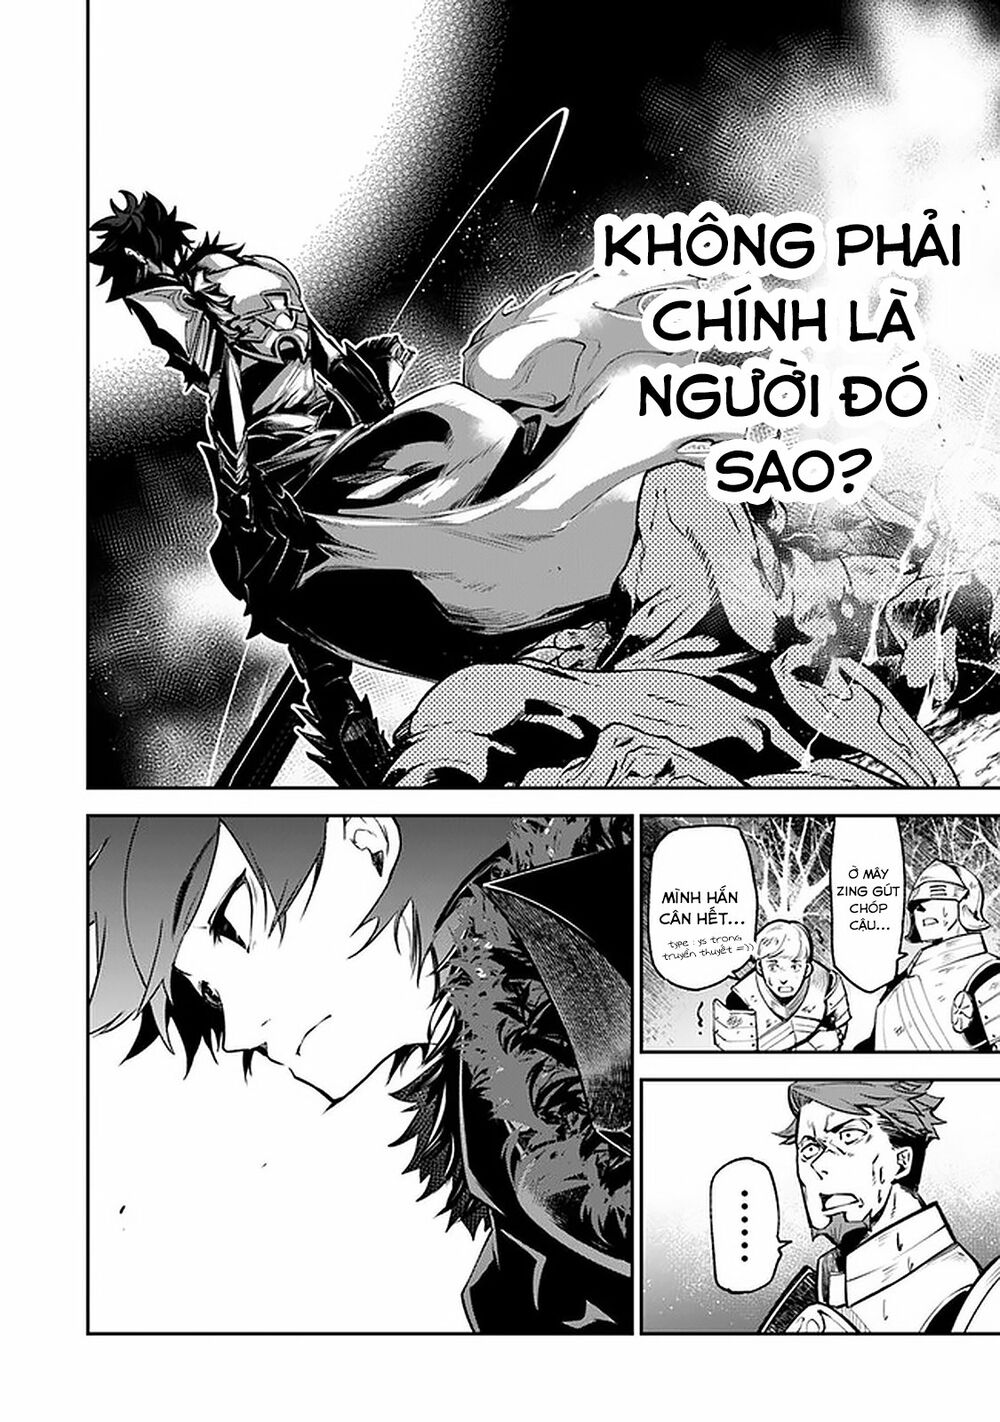 KHÔNG PHẢI
CHÍNH LÀ
NGƯỜI ĐÓ
SAO?
Ờ MÂY
ZING GÚT
CHÓP
CẬU...
MÌNH HẮN
CÂN HẾT...
type : ys trong
truyền thuyết =))
......